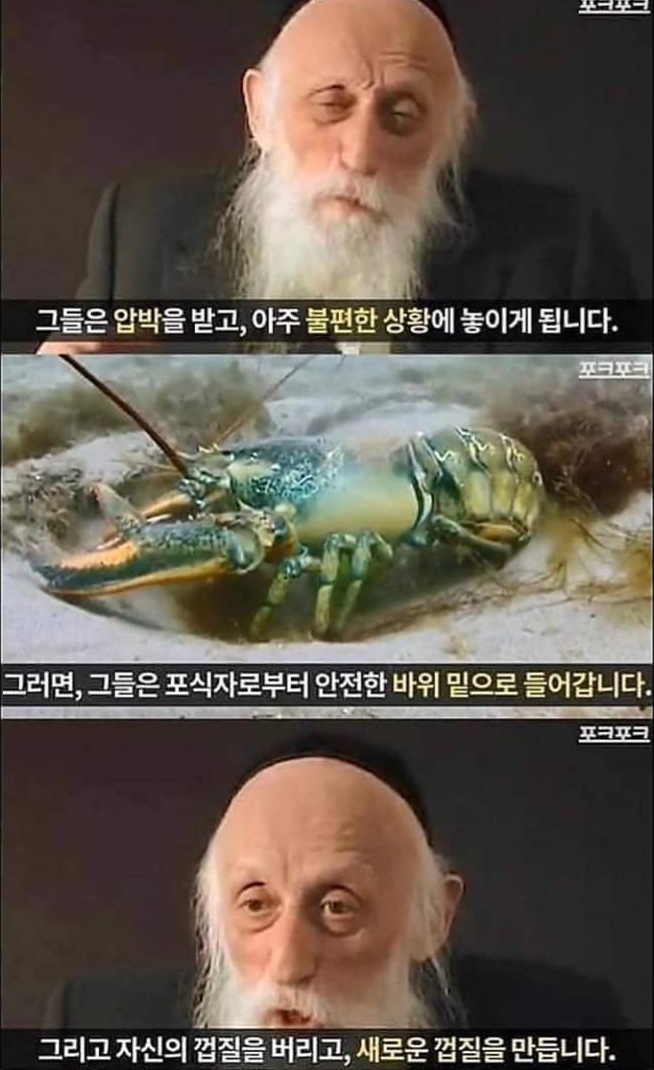 포크포크
그들은 압박을 받고, 아주 불편한 상황에 놓이게 됩니다.
포크포크
그러면, 그들은 포식자로부터 안전한 바위 밑으로 들어갑니다.
포크포크
그리고 자신의 껍질을 버리고, 새로운 껍질을 만듭니다.